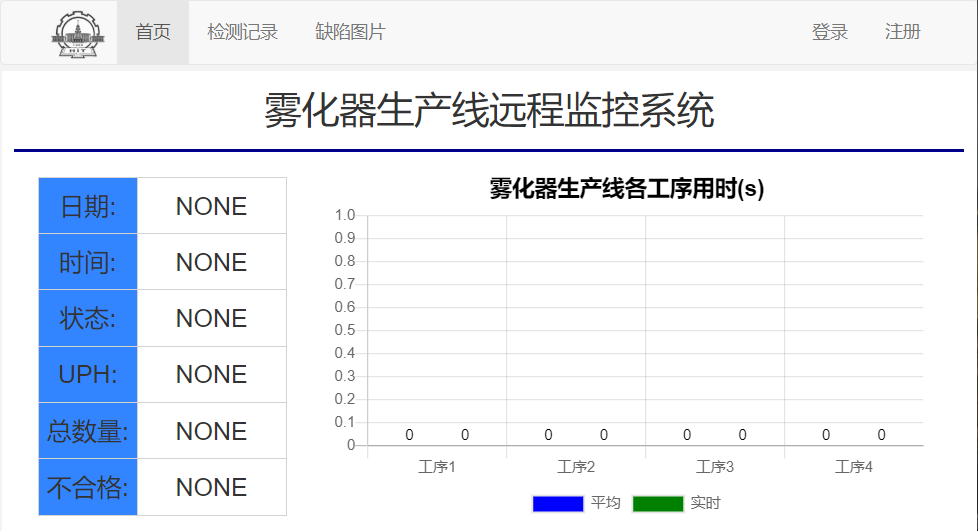 HIT
首页 检测记录 缺陷图片 登录 注册
雾化器生产线远程监控系统
日期: NONE
时间: NONE
状态: NONE
UPH: NONE
总数量: NONE
不合格: NONE
雾化器生产线各工序用时(s)
1.0
0.9
0.8
0.7
0.6
0.5
0.4
0.3
0.2
0.1
0
0 0 0 0 0 0 0 0
工序1 工序2 工序3 工序4
平均 实时